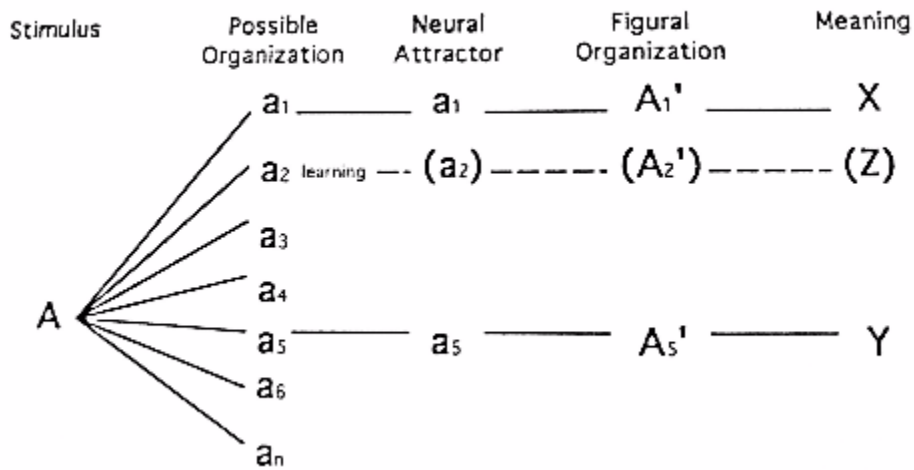 Stimulus Possible Organization Neural Attractor Figural Organization Meaning
a₁ a₁ A₁' X
a₂ learning (a₂) (A₂') (Z)
a₃
a₄
A
a₅ a₅ A₅' Y
a₆
aₙ